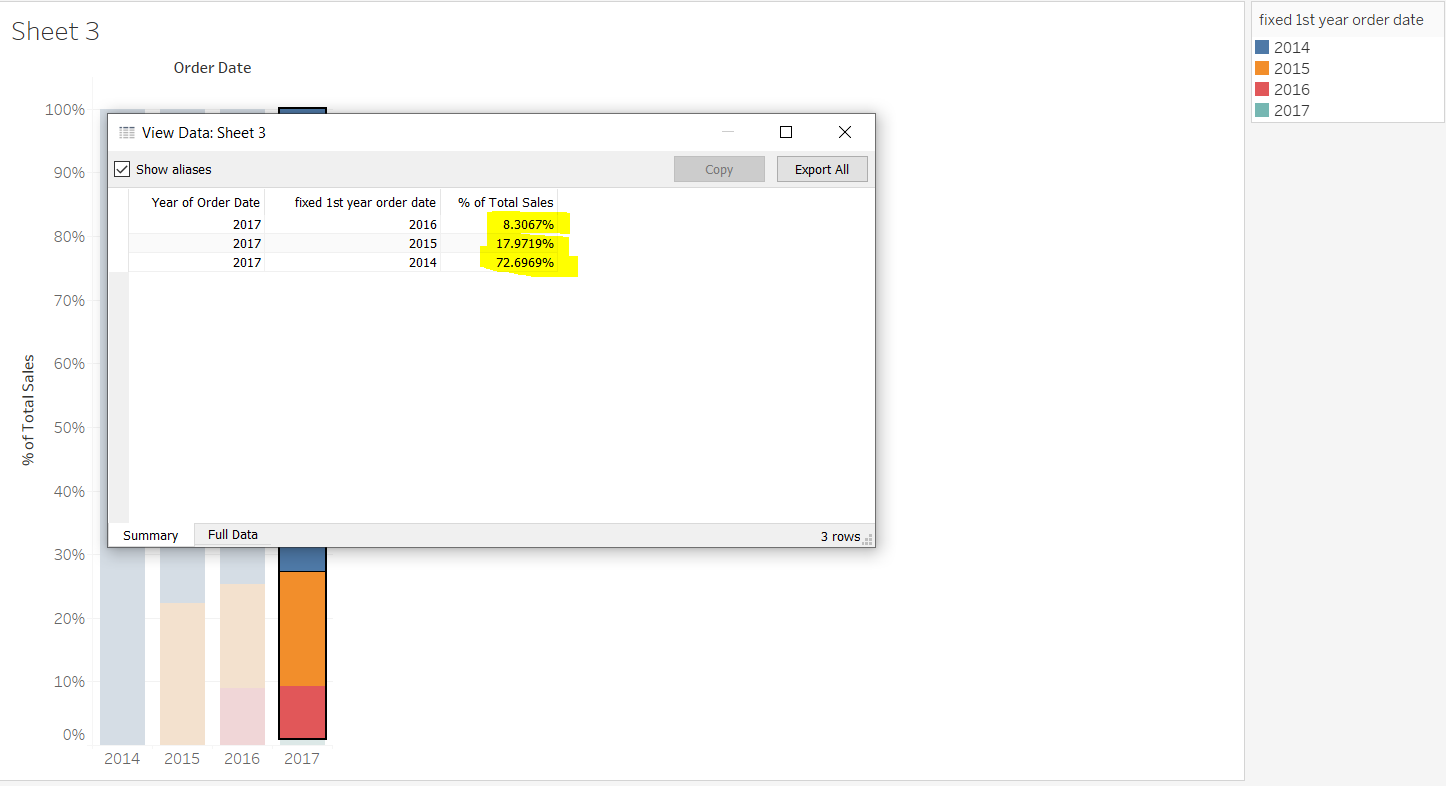 Sheet 3
Order Date
100%
90%
80%
70%
60%
50%
40%
30%
20%
10%
0%
% of Total Sales
2014 2015 2016 2017
View Data: Sheet 3
Show aliases Copy Export All
Year of Order Date fixed 1st year order date % of Total Sales
2017 2016 8.3067%
2017 2015 17.9719%
2017 2014 72.6969%
Summary Full Data 3 rows
fixed 1st year order date
2014
2015
2016
2017